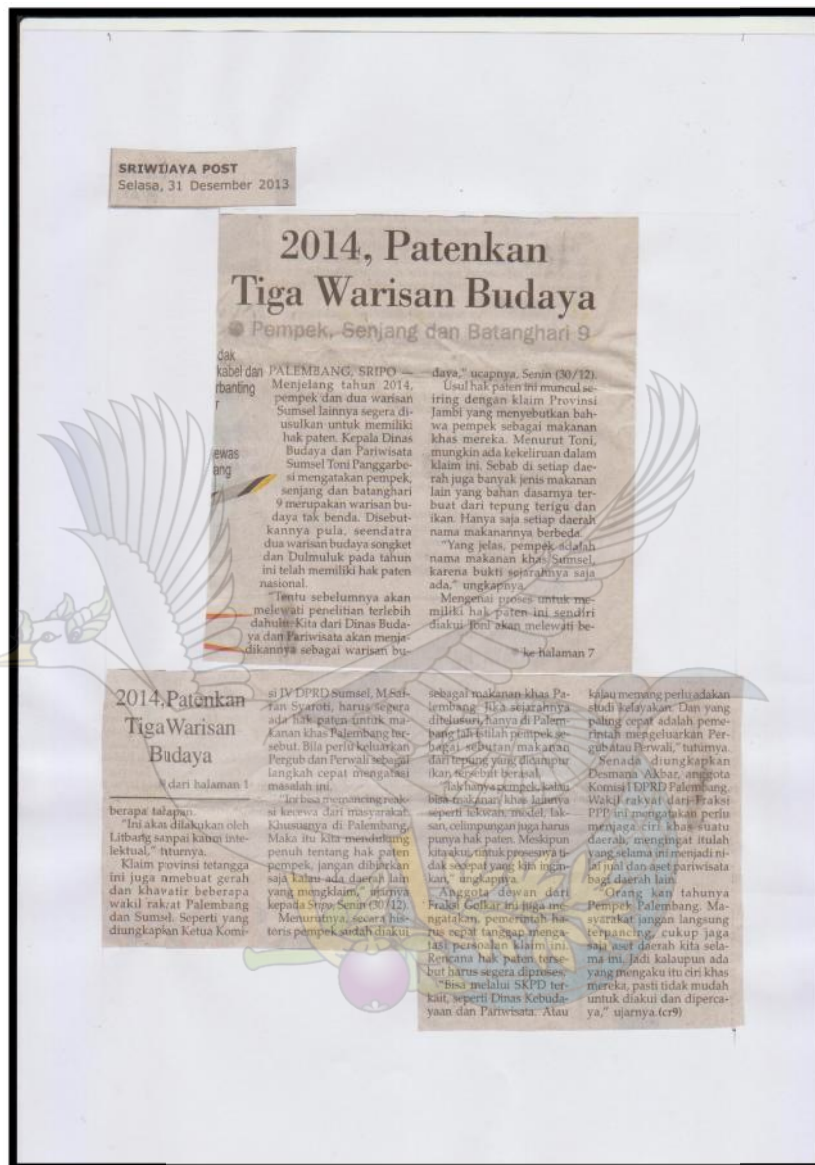 SRIWIJAYA POST
Selasa, 31 Desember 2013
2014, Patenkan
Tiga Warisan Budaya
Pempek, Senjang dan Batanghari 9
dak
kabel dan
rbanting
r
ewas
ang
PALEMBANG, SRIPO —
Menjelang tahun 2014,
pempek dan dua warisan
Sumsel lainnya segera di-
usulkan untuk memiliki
hak paten. Kepala Dinas
Budaya dan Pariwisata
Sumsel Toni Panggarbe-
si mengatakan pempek,
senjang dan batanghari
9 merupakan warisan bu-
daya tak benda. Disebut-
kannya pula, seendatra
dua warisan budaya songket
dan Dulmuluk pada tahun
ini telah memiliki hak paten
nasional.
"Tentu sebelumnya akan
melewati penelitian terlebih
dahulu. Kita dari Dinas Buda-
ya dan Pariwisata akan menja-
dikannya sebagai warisan bu-
daya," ucapnya, Senin (30/12).
Usul hak paten ini muncul se-
iring dengan klaim Provinsi
Jambi yang menyebutkan bah-
wa pempek sebagai makanan
khas mereka. Menurut Toni,
mungkin ada kekeliruan dalam
klaim ini. Sebab di setiap dae-
rah juga banyak jenis makanan
lain yang bahan dasarnya ter-
buat dari tepung terigu dan
ikan. Hanya saja setiap daerah
nama makanannya berbeda.
"Yang jelas, pempek adalah
nama makanan khas Sumsel,
karena bukti sejarahnya saja
ada," ungkapnya.
Mengenai proses untuk me-
miliki hak paten ini sendiri
diakui Toni akan melewati be-
ke halaman 7
2014, Patenkan
Tiga Warisan
Budaya
dari halaman 1
berapa tahapan.
"Ini akan dilakukan oleh
Litbang sampai kaum inte-
lektual," tuturnya.
Klaim provinsi tetangga
ini juga membuat gerah
dan khavatir beberapa
wakil rakyat Palembang
dan Sumsel. Seperti yang
diungkapkan Ketua Komi-
si IV DPRD Sumsel, M Sai-
ran Syaroti, harus segera
ada hak paten untuk ma-
kanan khas Palembang ter-
sebut. Bila perlu keluarkan
Pergub dan Perwali sebagai
langkah cepat mengatasi
masalah ini.
"Ini bisa memancing reak-
si kecewa dari masyarakat.
Khususnya di Palembang.
Maka itu kita mendukung
penuh tentang hak paten
pempek, jangan dibiarkan
saja kalau ada daerah lain
yang mengklaim," ujarnya
kepada Sripo, Senin (30/12).
Menurutnya, secara his-
toris pempek sudah diakui
sebagai makanan khas Pa-
lembang. Jika sejarahnya
ditelusuri, hanya di Palem-
bang lah istilah pempek se-
bagai sebutan makanan
dari tepung yang dicampur
ikan tersebut berasal.
"Tak hanya pempek, kalau
bisa makanan khas lainnya
seperti tekwan, model, lak-
san, celimpungan juga harus
punya hak paten. Meskipun
kita akui, untuk prosesnya ti-
dak secepat yang kita ingin-
kan," ungkapnya.
Anggota dewan dari
Fraksi Golkar ini juga me-
ngatakan, pemerintah ha-
rus cepat tanggap menga-
tasi persoalan klaim ini.
Rencana hak paten terse-
but harus segera diproses.
"Bisa melalui SKPD ter-
kait, seperti Dinas Kebuda-
yaan dan Pariwisata. Atau
kalau memang perlu adakan
studi kelayakan. Dan yang
paling cepat adalah peme-
rintah mengeluarkan Per-
gub atau Perwali," tuturnya.
Senada diungkapkan
Desmana Akbar, anggota
Komisi I DPRD Palembang.
Wakil rakyat dari Fraksi
PPP ini mengatakan perlu
menjaga ciri khas suatu
daerah, mengingat itulah
yang selama ini menjadi ni-
lai jual dan aset pariwisata
bagi daerah lain.
"Orang kan tahunya
Pempek Palembang. Ma-
syarakat jangan langsung
terpancing, cukup jaga
saja aset daerah kita sela-
ma ini. Jadi kalaupun ada
yang mengaku itu ciri khas
mereka, pasti tidak mudah
untuk diakui dan diperca-
ya," ujarnya.(cr9)